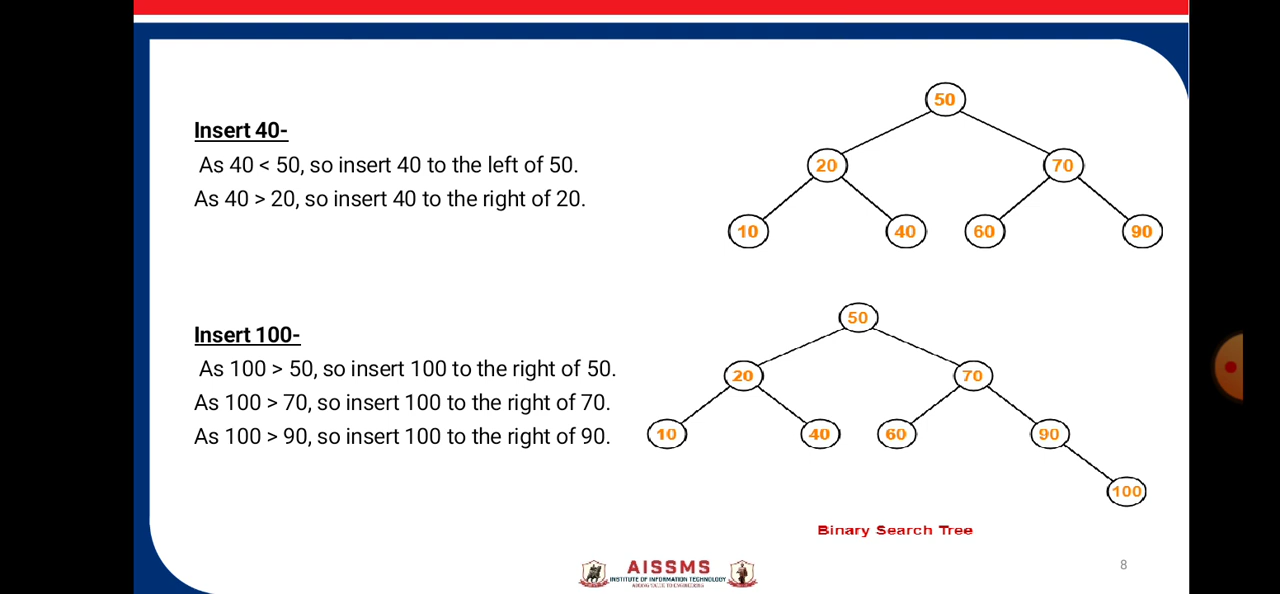 Insert 40-
As 40 < 50, so insert 40 to the left of 50.
As 40 > 20, so insert 40 to the right of 20.
50
20
70
10
40
60
90
Insert 100-
As 100 > 50, so insert 100 to the right of 50.
As 100 > 70, so insert 100 to the right of 70.
As 100 > 90, so insert 100 to the right of 90.
50
20
70
10
40
60
90
100
Binary Search Tree
AISSMS
INSTITUTE OF INFORMATION TECHNOLOGY
8